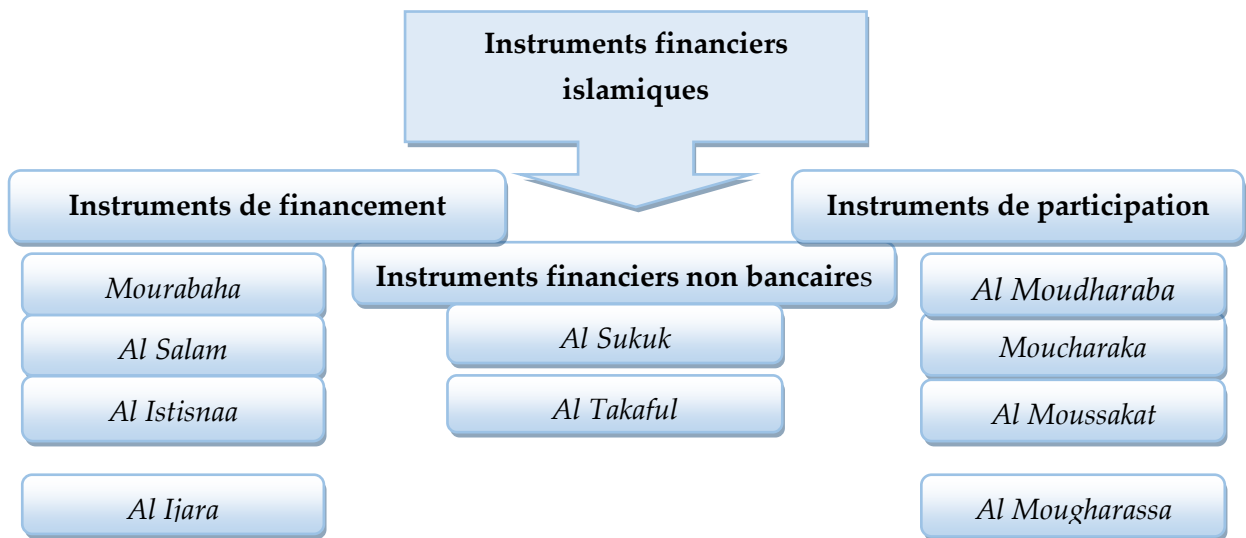 Instruments financiers
islamiques
Instruments de financement
Mourabaha
Al Salam
Al Istisnaa
Al Ijara
Instruments financiers non bancaires
Al Sukuk
Al Takaful
Instruments de participation
Al Moudharaba
Moucharaka
Al Moussakat
Al Mougharassa